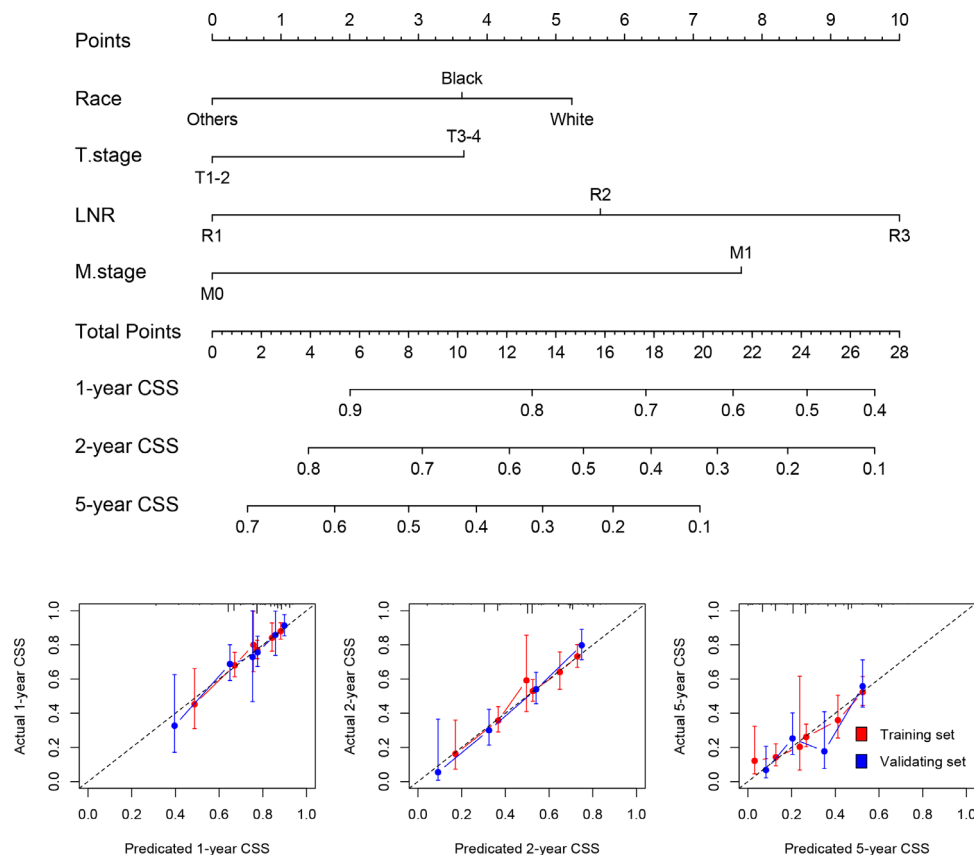 Points 0 1 2 3 4 5 6 7 8 9 10
Black
Race
Others White
T3-4
T.stage
T1-2
R2
LNR
R1 R3
M1
M.stage
M0
Total Points
0 2 4 6 8 10 12 14 16 18 20 22 24 26 28
1-year CSS
0.9 0.8 0.7 0.6 0.5 0.4
2-year CSS
0.8 0.7 0.6 0.5 0.4 0.3 0.2 0.1
5-year CSS
0.7 0.6 0.5 0.4 0.3 0.2 0.1
Actual 1-year CSS
0.0 0.2 0.4 0.6 0.8 1.0
0.0 0.2 0.4 0.6 0.8 1.0
Predicated 1-year CSS
Actual 2-year CSS
0.0 0.2 0.4 0.6 0.8 1.0
0.0 0.2 0.4 0.6 0.8 1.0
Predicated 2-year CSS
Actual 5-year CSS
0.0 0.2 0.4 0.6 0.8 1.0
Training set
Validating set
0.0 0.2 0.4 0.6 0.8 1.0
Predicated 5-year CSS